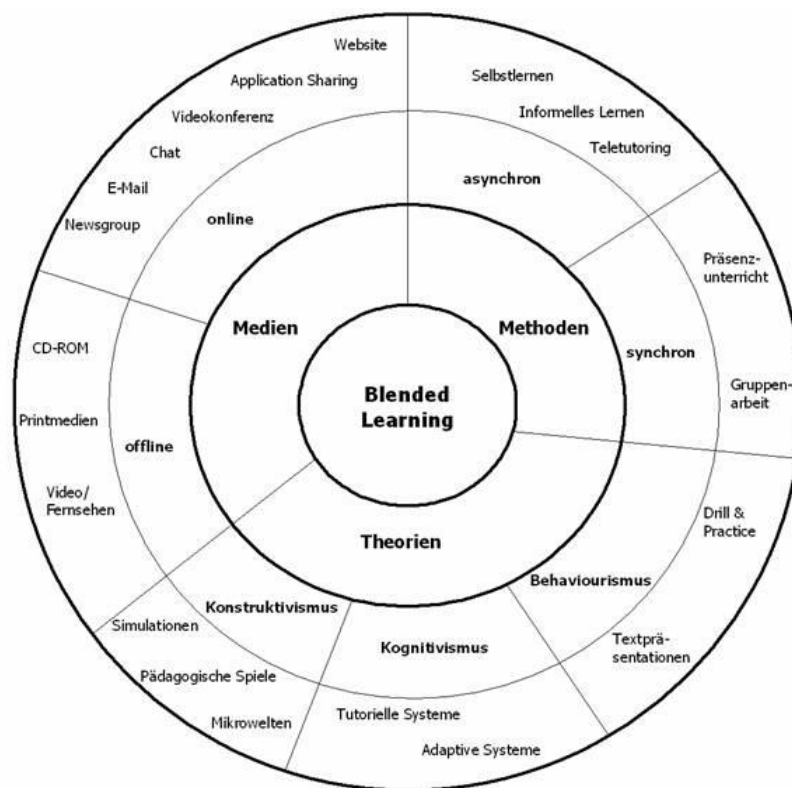 Website
Application Sharing
Videokonferenz
Chat
E-Mail
Newsgroup
online
Selbstlernen
Informelles Lernen
Teletutoring
asynchron
Präsenz-
unterricht
Gruppen-
arbeit
synchron
Medien
Methoden
Blended
Learning
Theorien
CD-ROM
Printmedien
Video/
Fernsehen
offline
Drill &
Practice
Textprä-
sentationen
Behaviourismus
Konstruktivismus
Kognitivismus
Simulationen
Pädagogische Spiele
Mikrowelten
Tutorielle Systeme
Adaptive Systeme